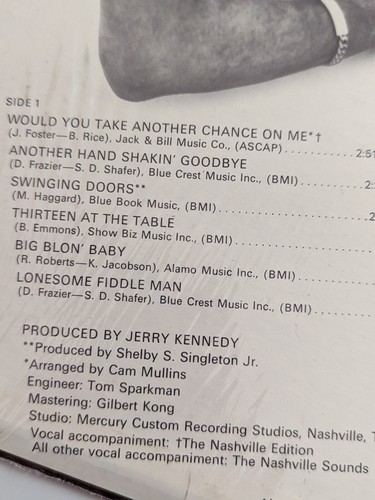 SIDE 1
WOULD YOU TAKE ANOTHER CHANCE ON ME*†
(J. Foster—B. Rice), Jack & Bill Music Co., (ASCAP)...........2:51
ANOTHER HAND SHAKIN' GOODBYE
(D. Frazier—S. D. Shafer), Blue Crest Music Inc., (BMI)..........2:
SWINGING DOORS**
(M. Haggard), Blue Book Music, (BMI).........................2
THIRTEEN AT THE TABLE
(B. Emmons), Show Biz Music Inc., (BMI)......................
BIG BLON' BABY
(R. Roberts—K. Jacobson), Alamo Music Inc., (BMI)............
LONESOME FIDDLE MAN
(D. Frazier—S. D. Shafer), Blue Crest Music Inc., (BMI)........
PRODUCED BY JERRY KENNEDY
**Produced by Shelby S. Singleton Jr.
*Arranged by Cam Mullins
Engineer: Tom Sparkman
Mastering: Gilbert Kong
Studio: Mercury Custom Recording Studios, Nashville, T
Vocal accompaniment: †The Nashville Edition
All other vocal accompaniment: The Nashville Sounds